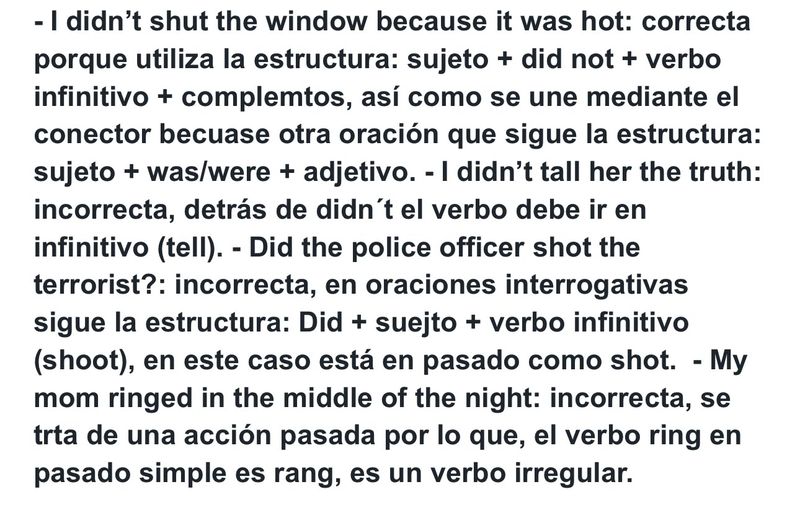 - I didn’t shut the window because it was hot: correcta
porque utiliza la estructura: sujeto + did not + verbo
infinitivo + complemtos, así como se une mediante el
conector becuase otra oración que sigue la estructura:
sujeto + was/were + adjetivo. - I didn’t tall her the truth:
incorrecta, detrás de didn´t el verbo debe ir en
infinitivo (tell). - Did the police officer shot the
terrorist?: incorrecta, en oraciones interrogativas
sigue la estructura: Did + suejto + verbo infinitivo
(shoot), en este caso está en pasado como shot.  - My
mom ringed in the middle of the night: incorrecta, se
trta de una acción pasada por lo que, el verbo ring en
pasado simple es rang, es un verbo irregular.